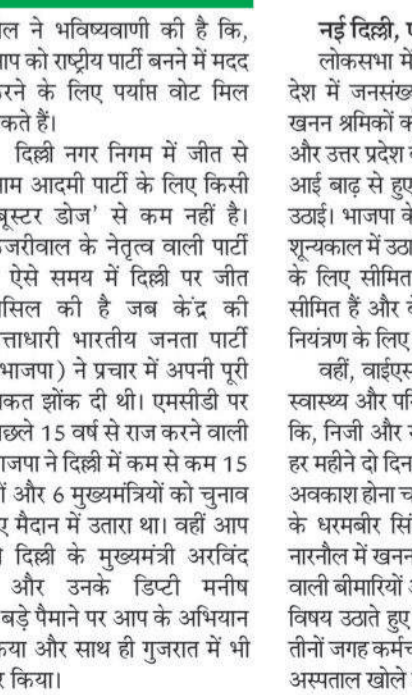 ल ने भविष्यवाणी की है कि,
ाप को राष्ट्रीय पार्टी बनने में मदद
रने के लिए पर्याप्त वोट मिल
कते हैं।
दिल्ली नगर निगम में जीत से
ाम आदमी पार्टी के लिए किसी
बूस्टर डोज' से कम नहीं है।
जरीवाल के नेतृत्व वाली पार्टी
ऐसे समय में दिल्ली पर जीत
सिल की है जब केंद्र की
त्ताधारी भारतीय जनता पार्टी
भाजपा) ने प्रचार में अपनी पूरी
कत झोंक दी थी। एमसीडी पर
छले 15 वर्ष से राज करने वाली
ाजपा ने दिल्ली में कम से कम 15
और 6 मुख्यमंत्रियों को चुनाव
ए मैदान में उतारा था। वहीं आप
दिल्ली के मुख्यमंत्री अरविंद
और उनके डिप्टी मनीष
बड़े पैमाने पर आप के अभियान
कया और साथ ही गुजरात में भी
र किया।
नई दिल्ली,
लोकसभा में
देश में जनसंख
खनन श्रमिकों क
और उत्तर प्रदेश
आई बाढ़ से हुए
उठाई। भाजपा के
शून्यकाल में उठा
के लिए सीमित
सीमित हैं और
नियंत्रण के लिए
वहीं, वाईएस
स्वास्थ्य और परि
कि, निजी और
हर महीने दो दिन
अवकाश होना च
के धरमबीर सिं
नारनौल में खनन
वाली बीमारियों
विषय उठाते हुए
तीनों जगह कर्मच
अस्पताल खोले